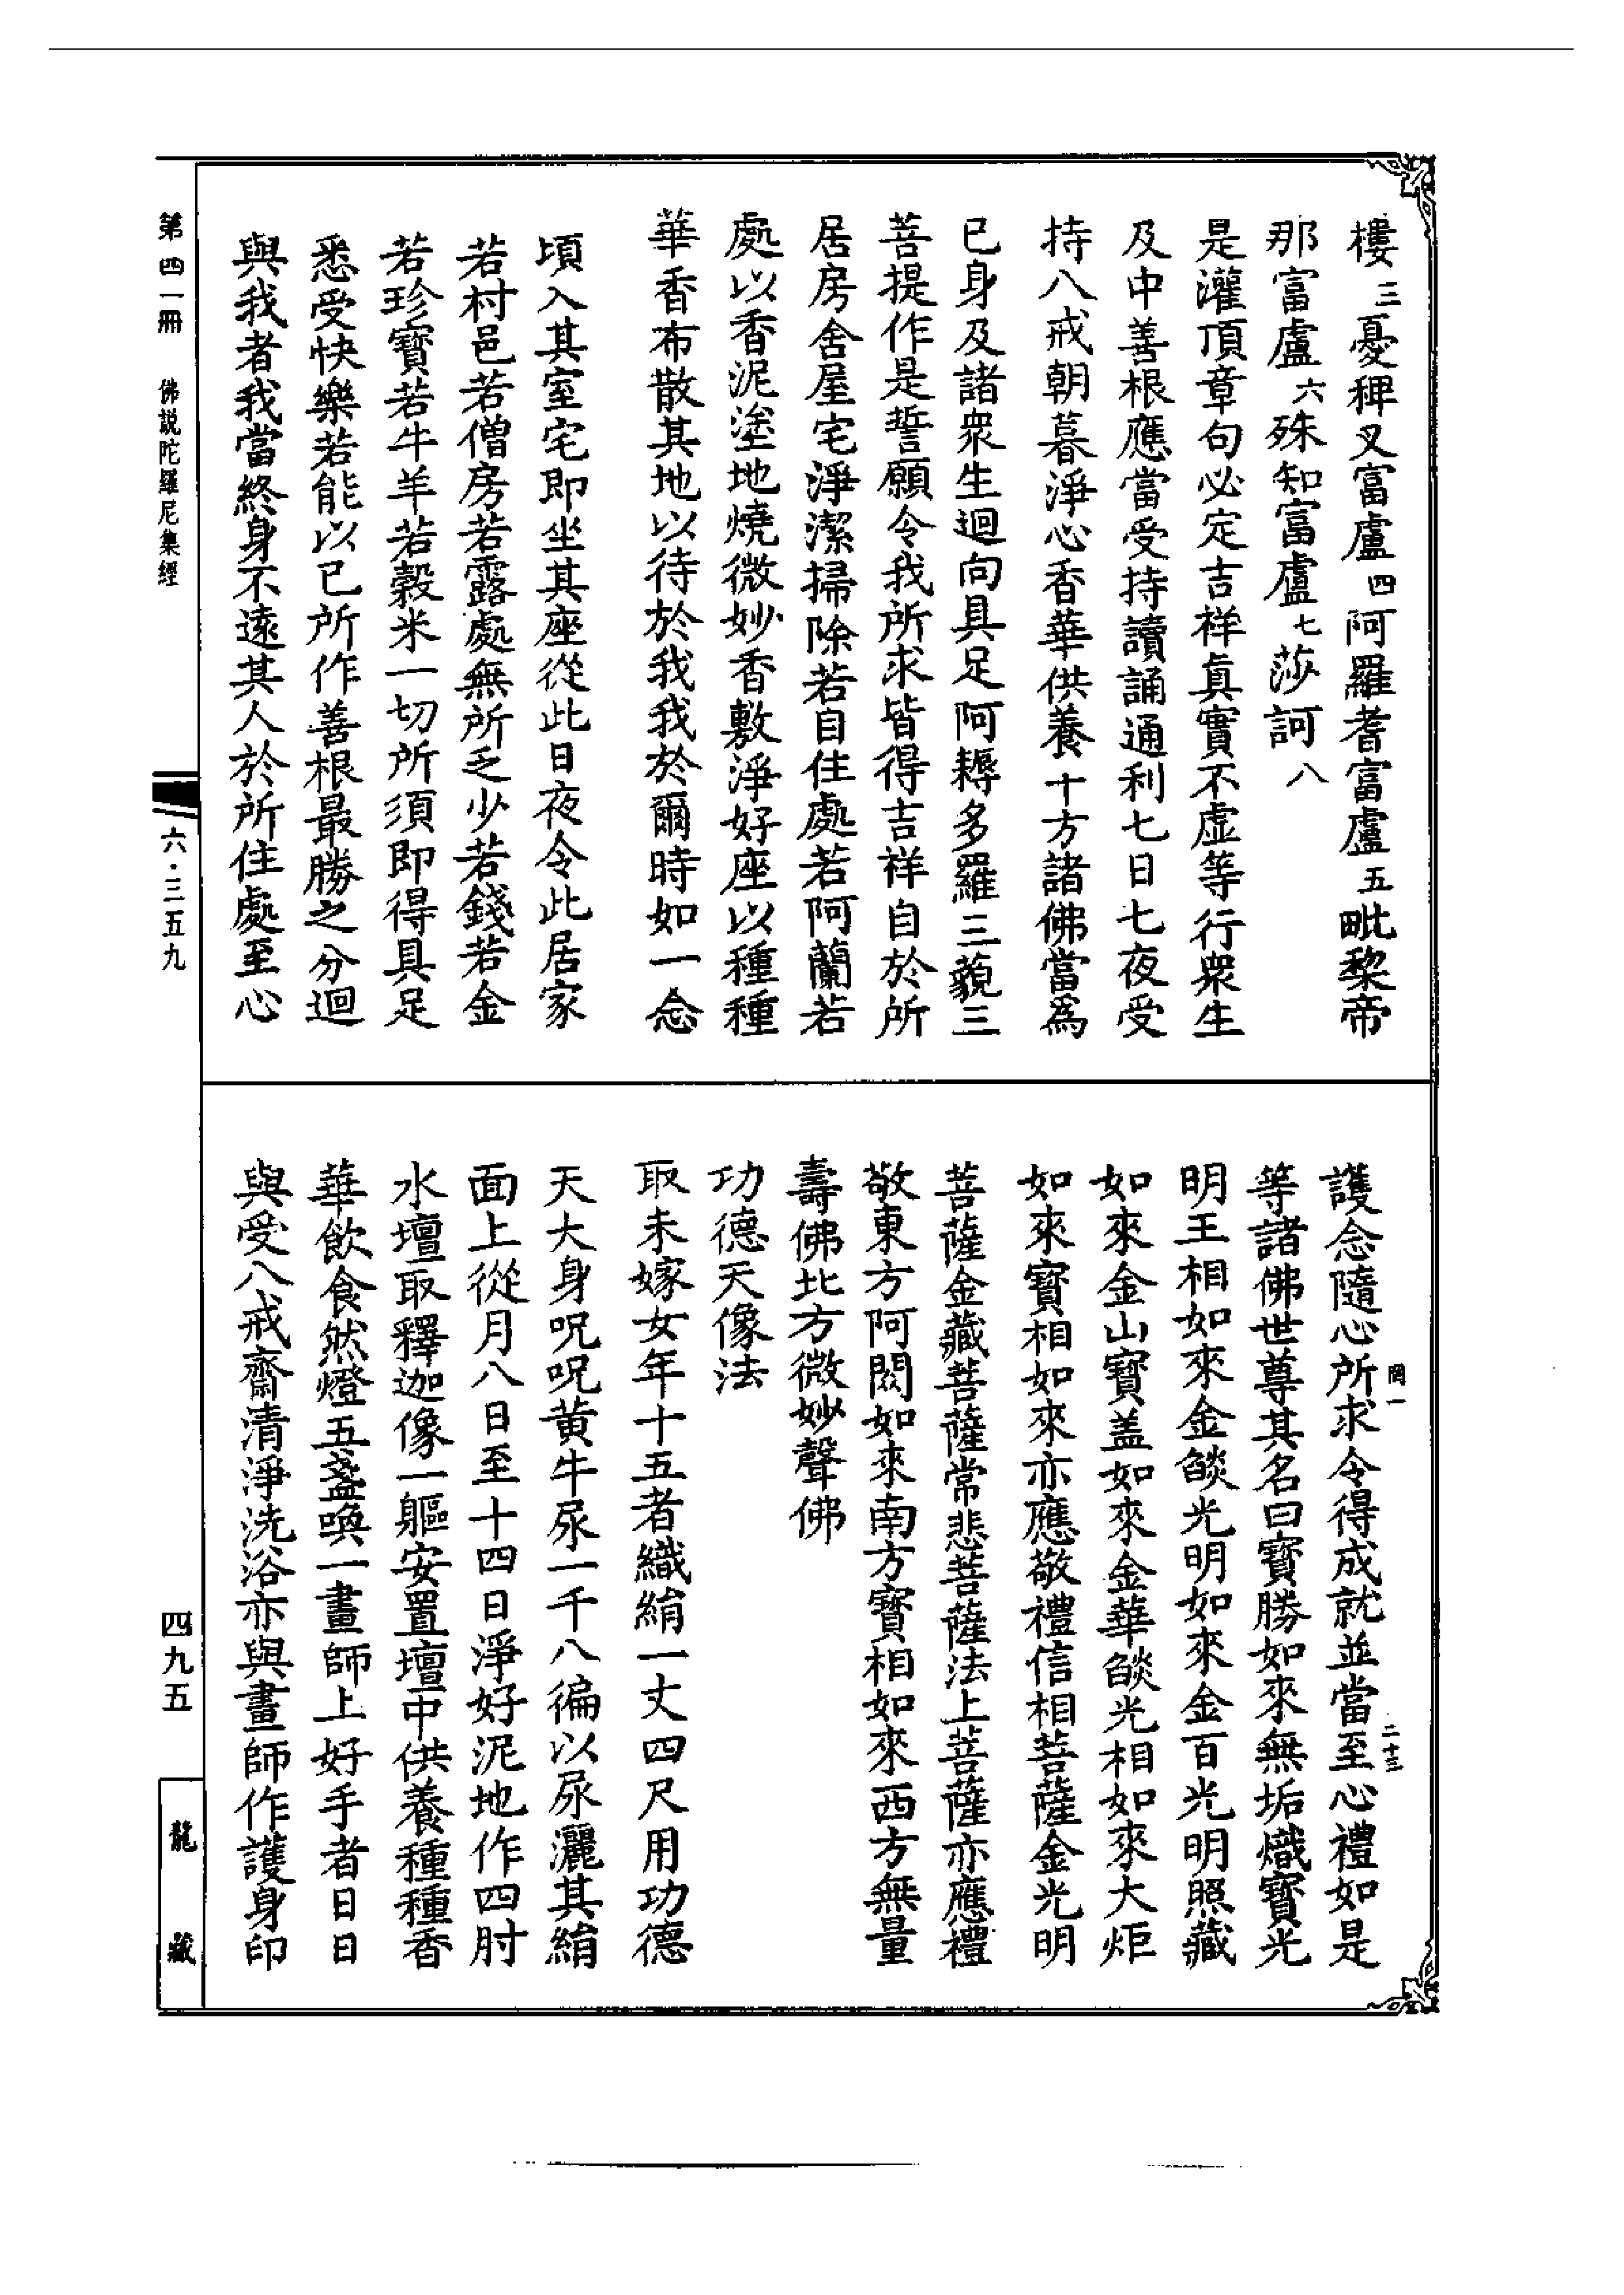 樓三憂稗叉富盧四阿羅耆富盧五毗黎帝
那富盧六殊知富盧七莎訶八
是灌頂章句必定吉祥眞實不虛等行衆生
及中善根應當受持讀誦通利七日七夜受
持八戒朝暮淨心香華供養十方諸佛當爲
已身及諸衆生迴向具足阿耨多羅三藐三
菩提作是誓願令我所求皆得吉祥自於所
居房舍屋宅淨潔掃除若自住處若阿蘭若
處以香泥塗地燒微妙香敷淨好座以種種
華香布散其地以待於我我於爾時如一念
頃入其室宅即坐其座從此日夜令此居家
若村邑若僧房若露處無所乏少若錢若金
若珍寶若牛羊若穀米一切所須即得具足
悉受快樂若能以已所作善根最勝之分迴
與我者我當終身不遠其人於所住處至心
護念隨心所求令得成就並當至心禮如是
等諸佛世尊其名曰寶勝如來無垢熾寶光
明王相如來金燄光明如來金百光明照藏
如來金山寶盖如來金華燄光相如來大炬
如來寶相如來亦應敬禮信相菩薩金光明
菩薩金藏菩薩常悲菩薩法上菩薩亦應禮
敬東方阿閦如來南方寶相如來西方無量
壽佛北方微妙聲佛
功德天像法
取未嫁女年十五者織絹一丈四尺用功德
天大身呪呪黃牛尿一千八徧以尿灑其絹
面上從月八日至十四日淨好泥地作四肘
水壇取釋迦像一軀安置壇中供養種種香
華飲食然燈五盞喚一畫師上好手者日日
與受八戒齋清淨洗浴亦與畫師作護身印
罔一
二十三
第四一冊 佛説陀羅尼集經
六·三五九
四九五
龍藏